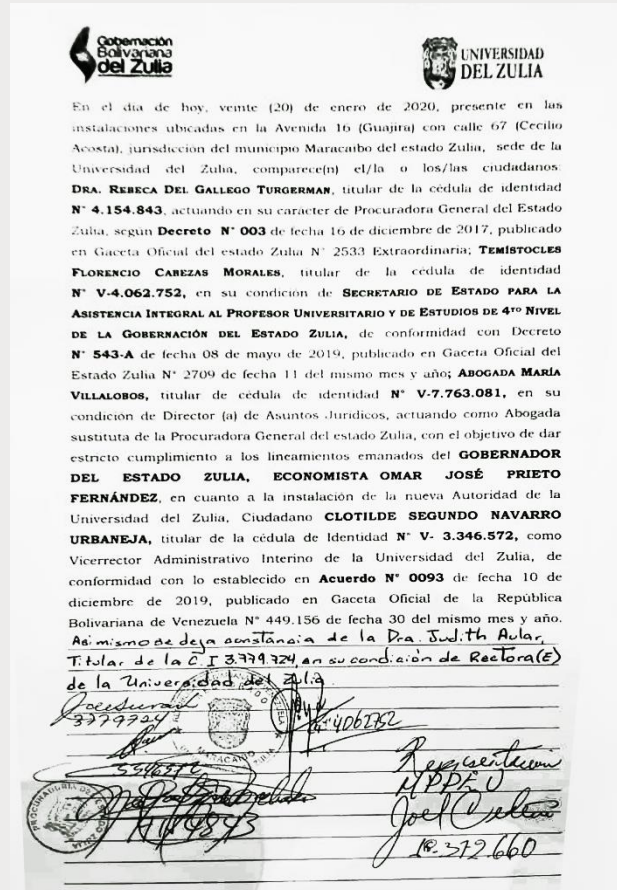 Gobernación
Bolivariana
del Zulia
UNIVERSIDAD
DEL ZULIA
En el día de hoy, veinte (20) de enero de 2020, presente en las
instalaciones ubicadas en la Avenida 16 (Guajira) con calle 67 (Cecilio
Acosta), jurisdicción del municipio Maracaibo del estado Zulia, sede de la
Universidad del Zulia, comparece(n) el/la o los/las ciudadanos:
DRA. REBECA DEL GALLEGO TURGERMAN, titular de la cédula de identidad
N° 4.154.843, actuando en su carácter de Procuradora General del Estado
Zulia, según Decreto N° 003 de fecha 16 de diciembre de 2017, publicado
en Gaceta Oficial del estado Zulia N° 2533 Extraordinaria; TEMÍSTOCLES
FLORENCIO CABEZAS MORALES, titular de la cédula de identidad
N° V-4.062.752, en su condición de SECRETARIO DE ESTADO PARA LA
ASISTENCIA INTEGRAL AL PROFESOR UNIVERSITARIO Y DE ESTUDIOS DE 4TO NIVEL
DE LA GOBERNACIÓN DEL ESTADO ZULIA, de conformidad con Decreto
N° 543-A de fecha 08 de mayo de 2019, publicado en Gaceta Oficial del
Estado Zulia N° 2709 de fecha 11 del mismo mes y año; ABOGADA MARÍA
VILLALOBOS, titular de cédula de identidad N° V-7.763.081, en su
condición de Director (a) de Asuntos Jurídicos, actuando como Abogada
sustituta de la Procuradora General del estado Zulia, con el objetivo de dar
estricto cumplimiento a los lineamientos emanados del GOBERNADOR
DEL ESTADO ZULIA, ECONOMISTA OMAR JOSÉ PRIETO
FERNÁNDEZ, en cuanto a la instalación de la nueva Autoridad de la
Universidad del Zulia, Ciudadano CLOTILDE SEGUNDO NAVARRO
URBANEJA, titular de la cédula de Identidad N° V- 3.346.572, como
Vicerrector Administrativo Interino de la Universidad del Zulia, de
conformidad con lo establecido en Acuerdo N° 0093 de fecha 10 de
diciembre de 2019, publicado en Gaceta Oficial de la República
Bolivariana de Venezuela N° 449.156 de fecha 30 del mismo mes y año.
Asi mismo se deja constancia de la Dra. Judith Aular,
Titular de la C.I 3.779.724, en su condición de Rectora(E)
de la Universidad del Zulia
3779724
4062752
MARACAIBO
Representación
MPPEU
Joel
18.372.660